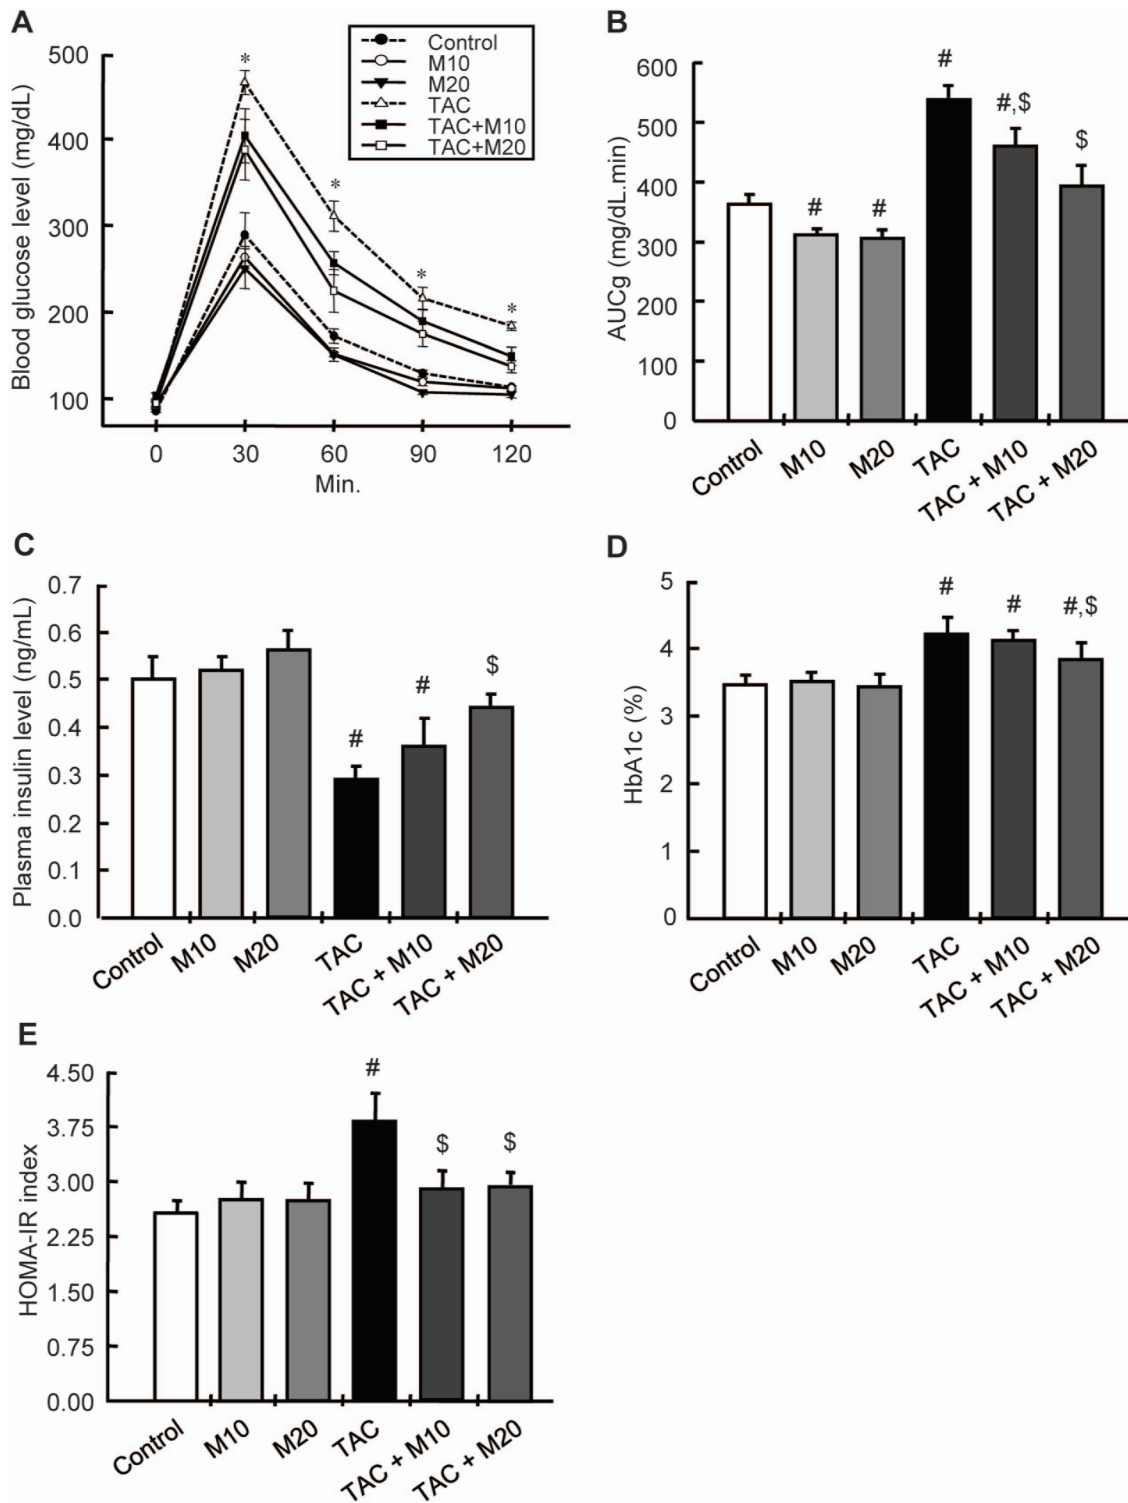 A
Blood glucose level (mg/dL)
500
400
300
200
100
0
30
60
90
120
Min.
*
*
*
*
Control
M10
M20
TAC
TAC+M10
TAC+M20
B
AUCg (mg/dL.min)
600
500
400
300
200
100
0
#
#
#
#,$
$
Control
M10
M20
TAC
TAC + M10
TAC + M20
C
Plasma insulin level (ng/mL)
0.7
0.6
0.5
0.4
0.3
0.2
0.1
0.0
#
#
$
Control
M10
M20
TAC
TAC + M10
TAC + M20
D
HbA1c (%)
5
4
3
2
1
0
#
#
#,$
Control
M10
M20
TAC
TAC + M10
TAC + M20
E
HOMA-IR index
4.50
3.75
3.00
2.25
1.50
0.75
0.00
#
$
$
Control
M10
M20
TAC
TAC + M10
TAC + M20